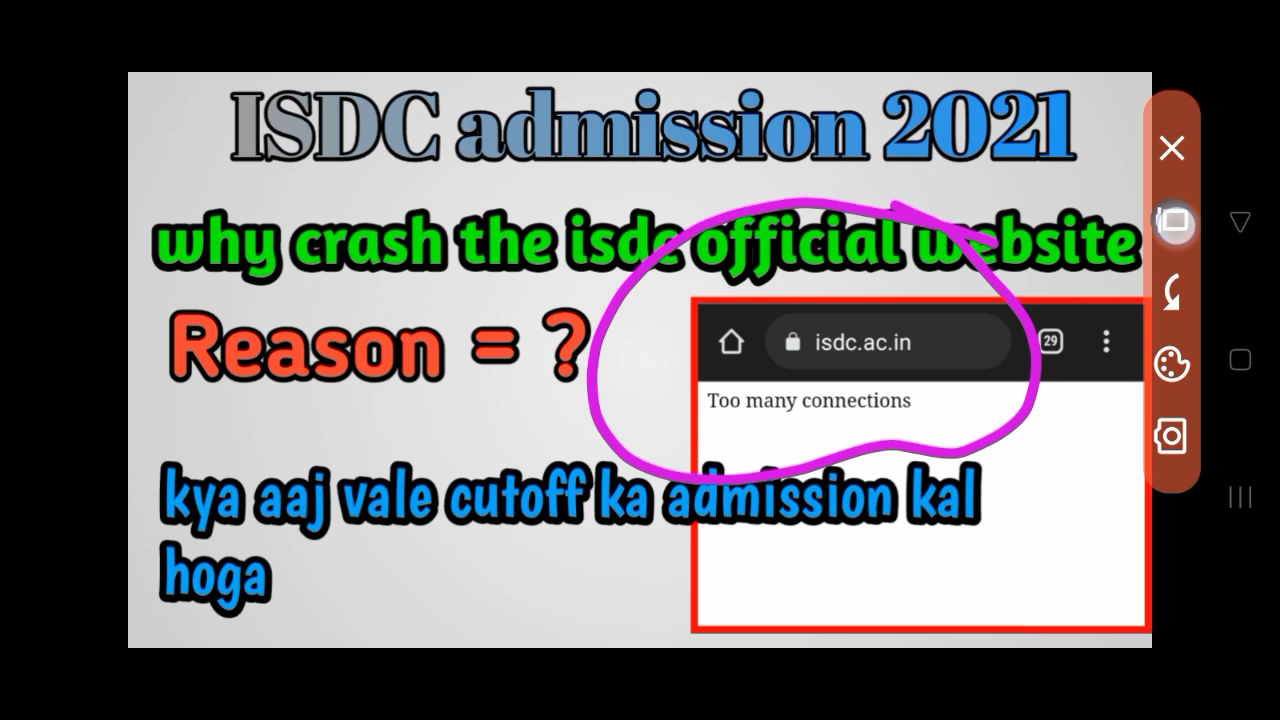 ISDC admission 2021
why crash the isdc official website
Reason = ?
isdc.ac.in
29
Too many connections
kya aaj vale cutoff ka admission kal
hoga